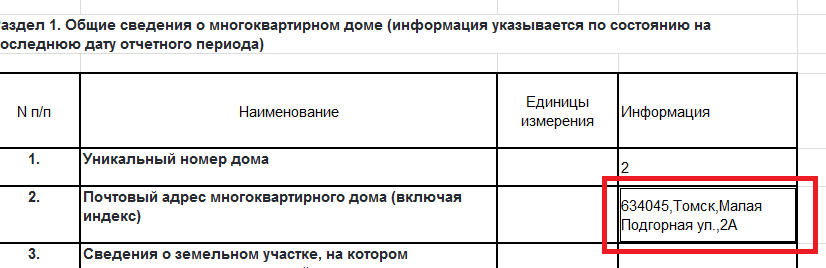 Раздел 1. Общие сведения о многоквартирном доме (информация указывается по состоянию на
последнюю дату отчетного периода)
N п/п
Наименование
Единицы
измерения
Информация
1.
Уникальный номер дома
2
2.
Почтовый адрес многоквартирного дома (включая
индекс)
634045,Томск,Малая
Подгорная ул.,2А
3.
Сведения о земельном участке, на котором